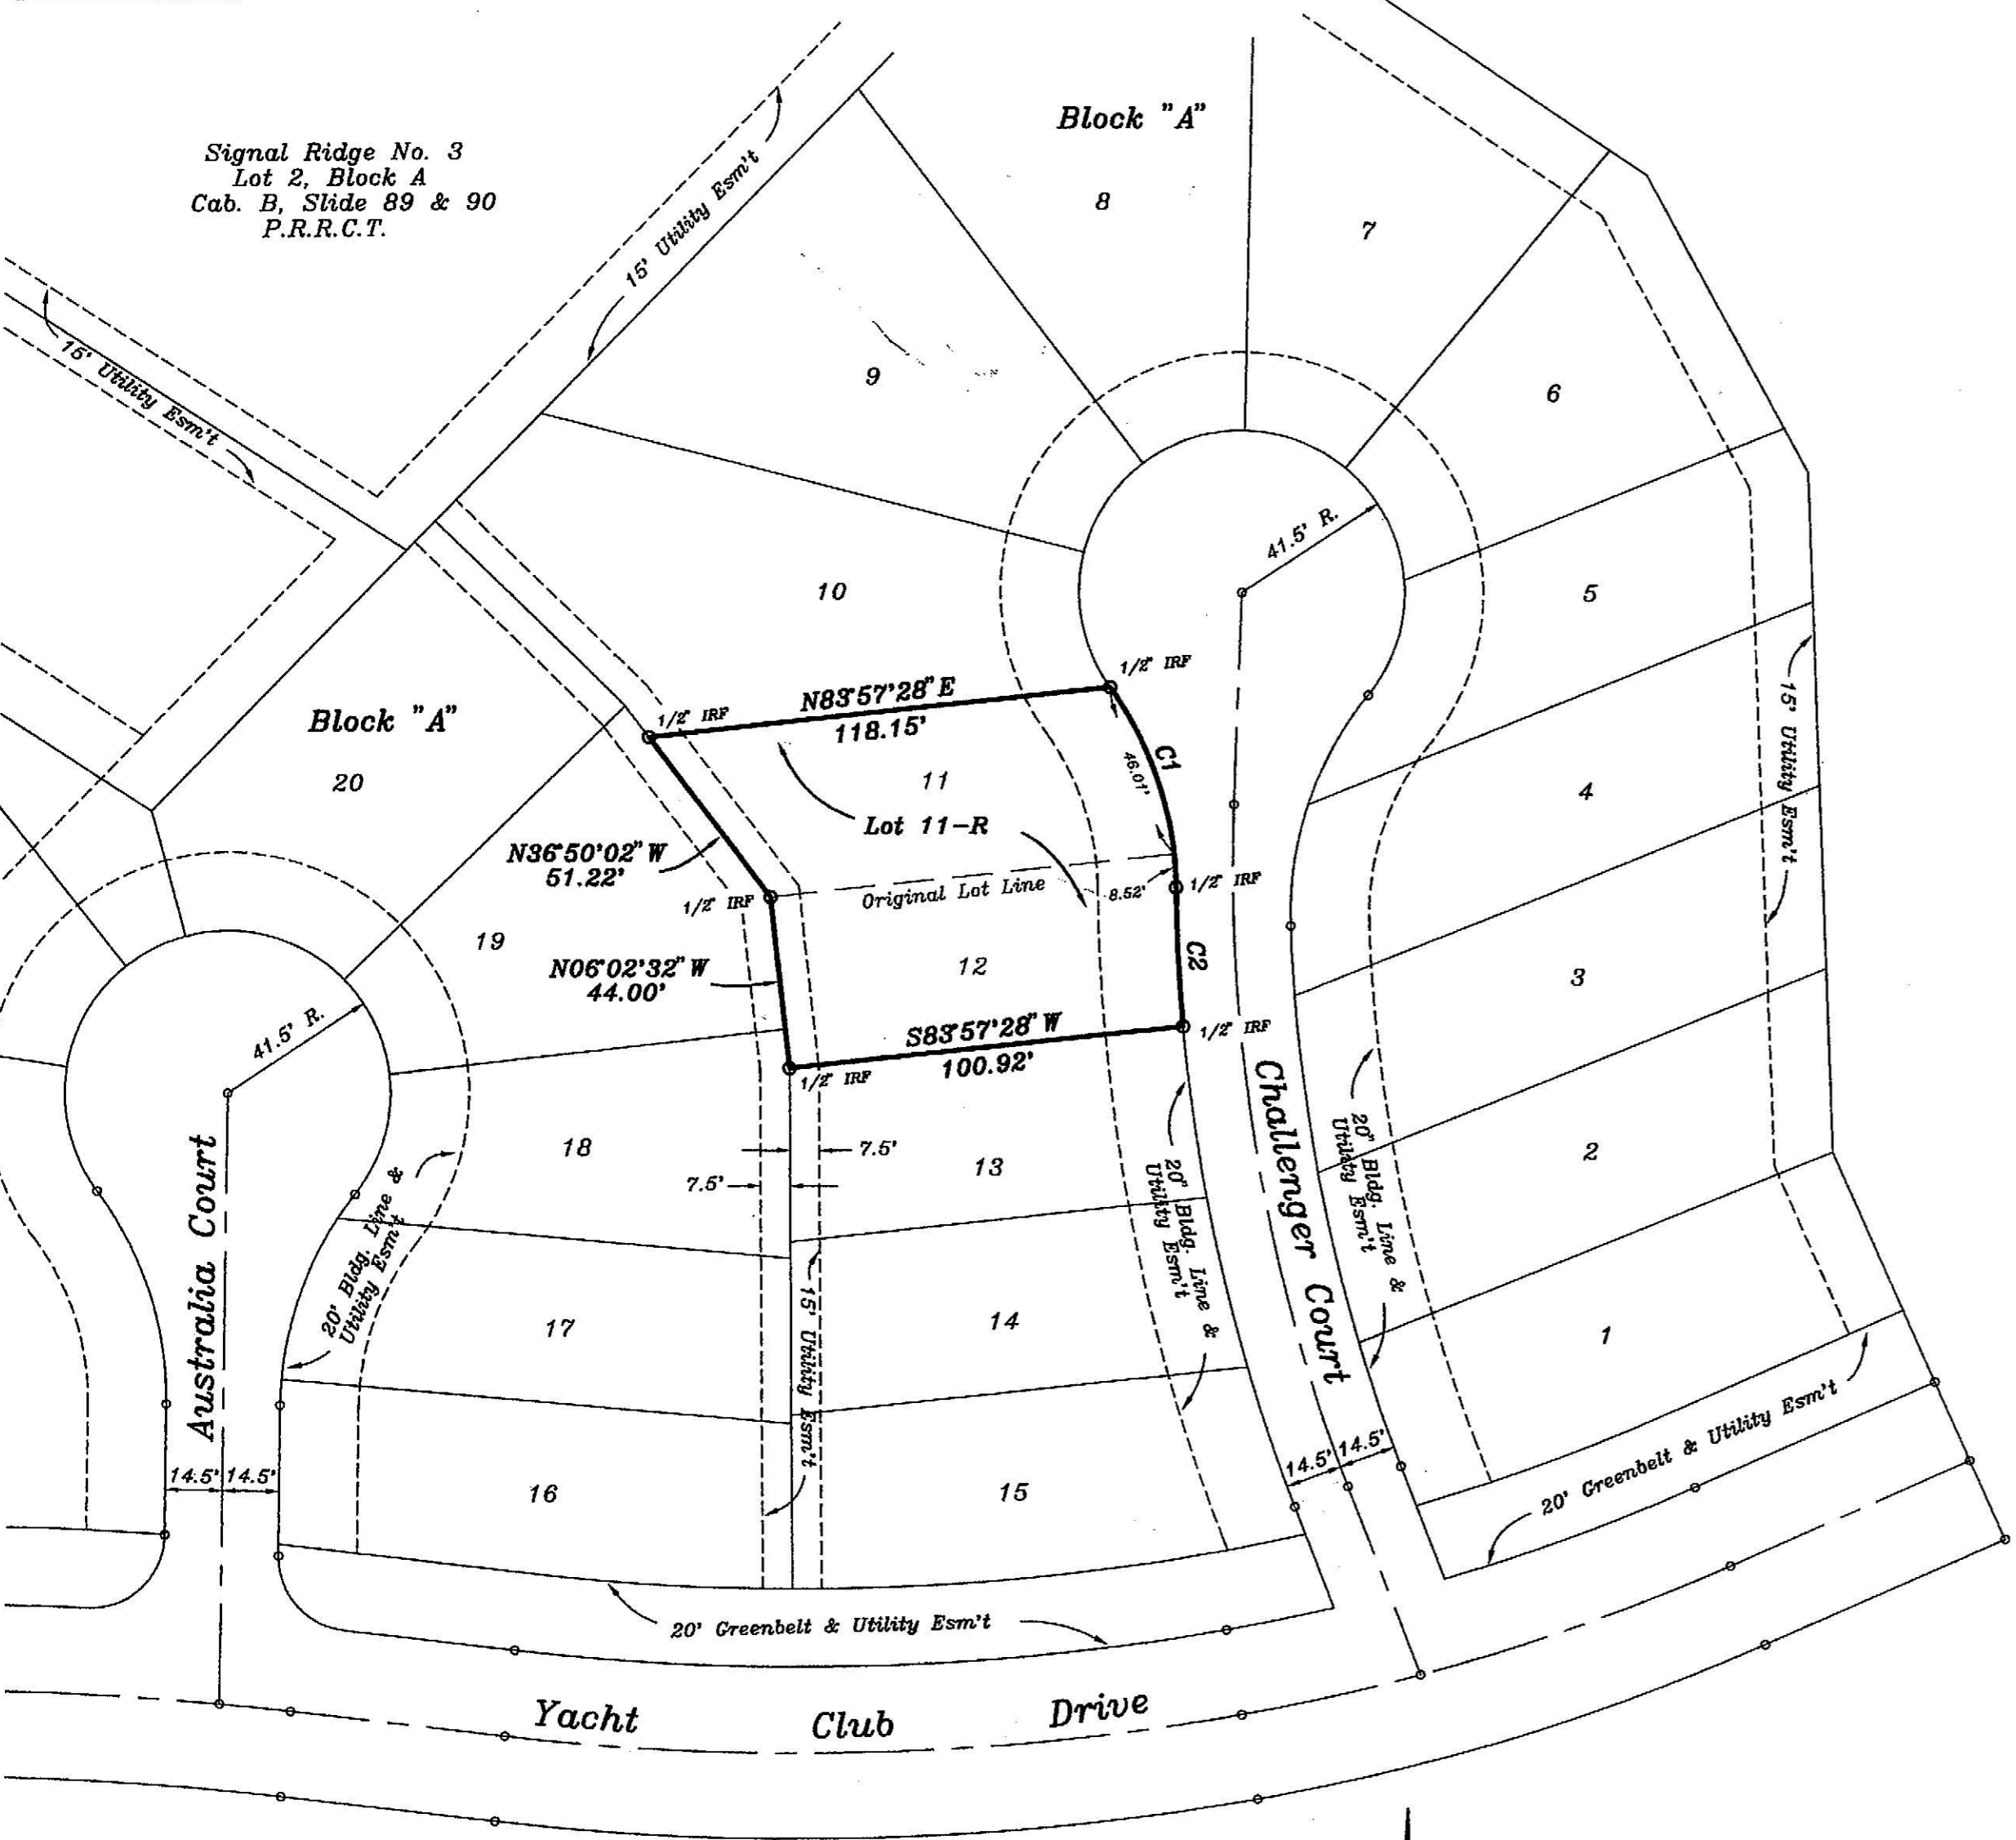 Block "A"
Signal Ridge No. 3
Lot 2, Block A
Cab. B, Slide 89 & 90
P.R.R.C.T.
15' Utility Esm't
8
7
15' Utility Esm't
9
6
41.5' R.
10
5
1/2" IRF
N83°57'28" E
118.15'
1/2" IRF
Block "A"
20
11
C1
46.01'
4
15' Utility Esm't
Lot 11-R
N36°50'02" W
51.22'
1/2" IRF
Original Lot Line
8.52'
1/2" IRF
19
N06°02'32" W
44.00'
12
C2
3
41.5' R.
S83°57'28" W
100.92'
1/2" IRF
1/2" IRF
18
7.5'
7.5'
13
2
20" Bldg. Line &
Utility Esm't
Challenger Court
20" Bldg. Line &
Utility Esm't
Australia Court
20' Bldg. Line &
Utility Esm't
17
15' Utility Esm't
14
1
14.5'
14.5'
16
15
14.5'
14.5'
20' Greenbelt & Utility Esm't
20' Greenbelt & Utility Esm't
Yacht Club Drive